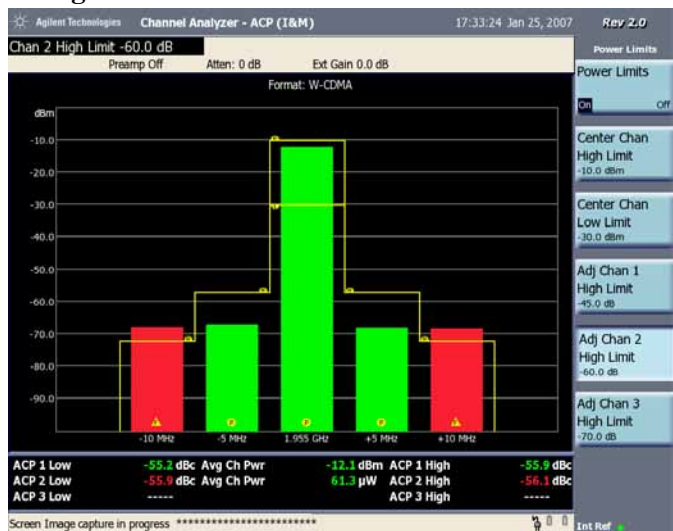 Agilent Technologies Channel Analyzer - ACP (I&M) 17:33:24 Jan 25, 2007 Rev 2.0
Chan 2 High Limit -60.0 dB
Preamp Off Atten: 0 dB Ext Gain 0.0 dB
Format: W-CDMA
dBm
-10.0
-20.0
-30.0
-40.0
-50.0
-60.0
-70.0
-80.0
-90.0
-10 MHz -5 MHz 1.955 GHz +5 MHz +10 MHz
ACP 1 Low -55.2 dBc Avg Ch Pwr -12.1 dBm ACP 1 High -55.9 dBc
ACP 2 Low -55.9 dBc Avg Ch Pwr 61.3 µW ACP 2 High -56.1 dBc
ACP 3 Low ----- ACP 3 High -----
Screen Image capture in progress ************************
Power Limits
Power Limits
On Off
Center Chan
High Limit
-10.0 dBm
Center Chan
Low Limit
-30.0 dBm
Adj Chan 1
High Limit
-45.0 dB
Adj Chan 2
High Limit
-60.0 dB
Adj Chan 3
High Limit
-70.0 dB
Int Ref